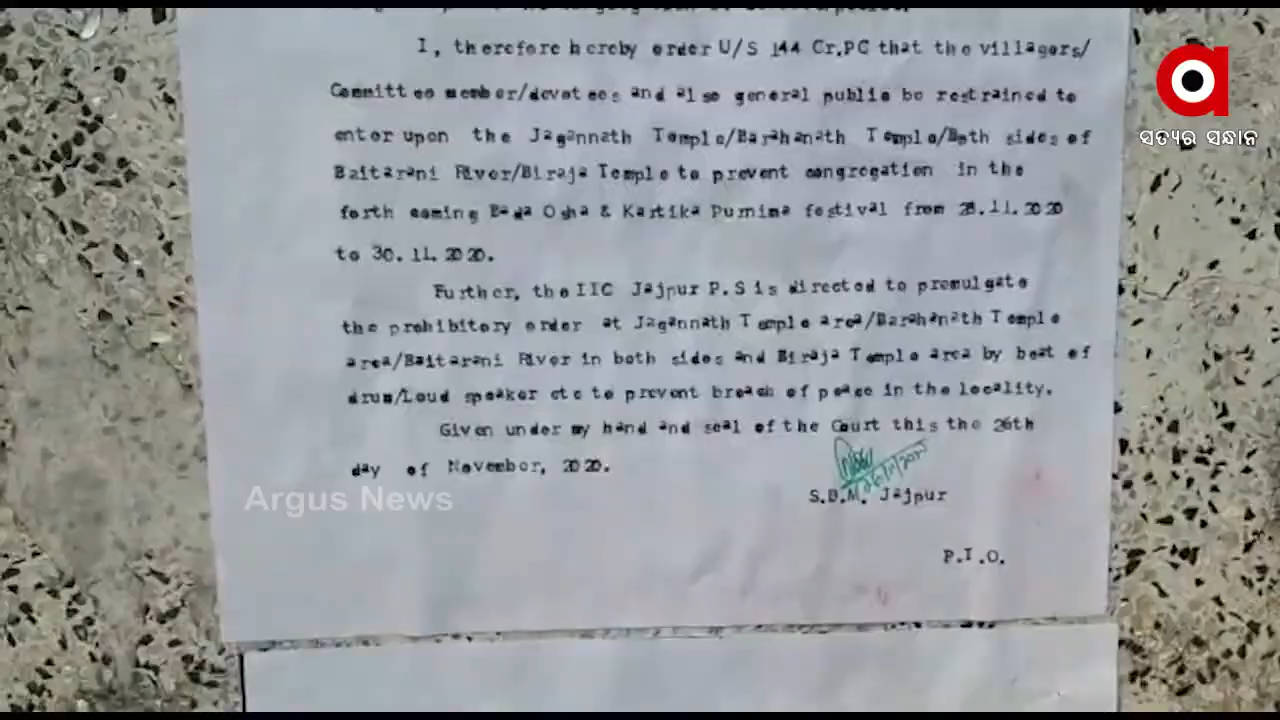 I, therefore hereby order U/S 144 Cr.PC that the villagers/
Committee member/devotees and also general public be restrained to
enter upon the Jagannath Temple/Barahanath Temple/Both sides of
Baitarani River/Biraja Temple to prevent congregation in the
forth coming Bada Osha & Kartika Purnima festival from 28.11.2020
to 30.11.2020.
Further, the IIC Jajpur P.S is directed to promulgate
the prohibitory order at Jagannath Temple area/Barahanath Temple
area/Baitarani River in both sides and Biraja Temple area by beat of
drum/Loud speaker etc to prevent breach of peace in the locality.
Given under my hand and seal of the Court this the 26th
day of November, 2020.
S.D.M. Jajpur
P.I.O.
Argus News
a
ସତ୍ୟର ସନ୍ଧାନ